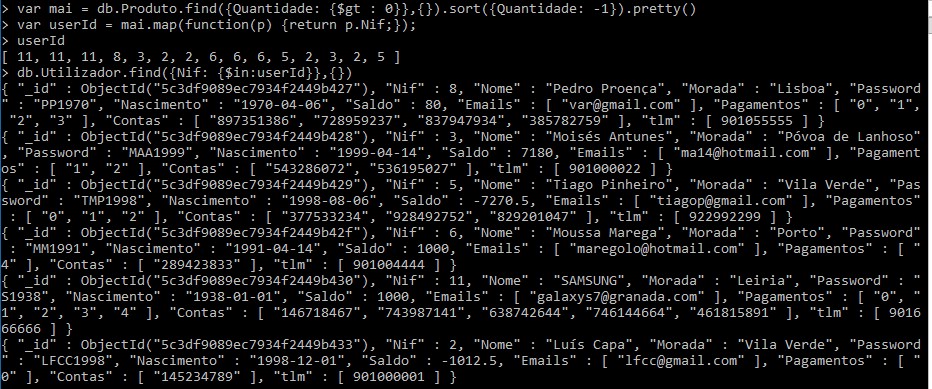 > var mai = db.Produto.find({Quantidade: {$gt : 0}},{}).sort({Quantidade: -1}).pretty()
> var userId = mai.map(function(p) {return p.Nif;});
> userId
[ 11, 11, 11, 8, 3, 2, 2, 6, 6, 6, 5, 2, 3, 2, 5 ]
> db.Utilizador.find({Nif: {$in:userId}},{})
{ "_id" : ObjectId("5c3df9089ec7934f2449b427"), "Nif" : 8, "Nome" : "Pedro Proença", "Morada" : "Lisboa", "Password"
 : "PP1970", "Nascimento" : "1970-04-06", "Saldo" : 80, "Emails" : [ "var@gmail.com" ], "Pagamentos" : [ "0", "1",
"2", "3" ], "Contas" : [ "897351386", "728959237", "837947934", "385782759" ], "tlm" : [ 901055555 ] }
{ "_id" : ObjectId("5c3df9089ec7934f2449b428"), "Nif" : 3, "Nome" : "Moisés Antunes", "Morada" : "Póvoa de Lanhoso"
, "Password" : "MAA1999", "Nascimento" : "1999-04-14", "Saldo" : 7180, "Emails" : [ "ma14@hotmail.com" ], "Pagament
os" : [ "1", "2" ], "Contas" : [ "543286072", "536195027" ], "tlm" : [ 901000022 ] }
{ "_id" : ObjectId("5c3df9089ec7934f2449b429"), "Nif" : 5, "Nome" : "Tiago Pinheiro", "Morada" : "Vila Verde", "Pas
sword" : "TMP1998", "Nascimento" : "1998-08-06", "Saldo" : -7270.5, "Emails" : [ "tiagop@gmail.com" ], "Pagamentos"
 : [ "0", "1", "2" ], "Contas" : [ "377533234", "928492752", "829201047" ], "tlm" : [ 922992299 ] }
{ "_id" : ObjectId("5c3df9089ec7934f2449b42f"), "Nif" : 6, "Nome" : "Moussa Marega", "Morada" : "Porto", "Password"
 : "MM1991", "Nascimento" : "1991-04-14", "Saldo" : 1000, "Emails" : [ "maregolo@hotmail.com" ], "Pagamentos" : [ "
4" ], "Contas" : [ "289423833" ], "tlm" : [ 901004444 ] }
{ "_id" : ObjectId("5c3df9089ec7934f2449b430"), "Nif" : 11, "Nome" : "SAMSUNG", "Morada" : "Leiria", "Password" : "
S1938", "Nascimento" : "1938-01-01", "Saldo" : 1000, "Emails" : [ "galaxys7@granada.com" ], "Pagamentos" : [ "0", "
1", "2", "3", "4" ], "Contas" : [ "146718467", "743987141", "638742644", "746144664", "461815891" ], "tlm" : [ 9016
66666 ] }
{ "_id" : ObjectId("5c3df9089ec7934f2449b433"), "Nif" : 2, "Nome" : "Luís Capa", "Morada" : "Vila Verde", "Password
" : "LFCC1998", "Nascimento" : "1998-12-01", "Saldo" : -1012.5, "Emails" : [ "lfcc@gmail.com" ], "Pagamentos" : [ "
0" ], "Contas" : [ "145234789" ], "tlm" : [ 901000001 ] }